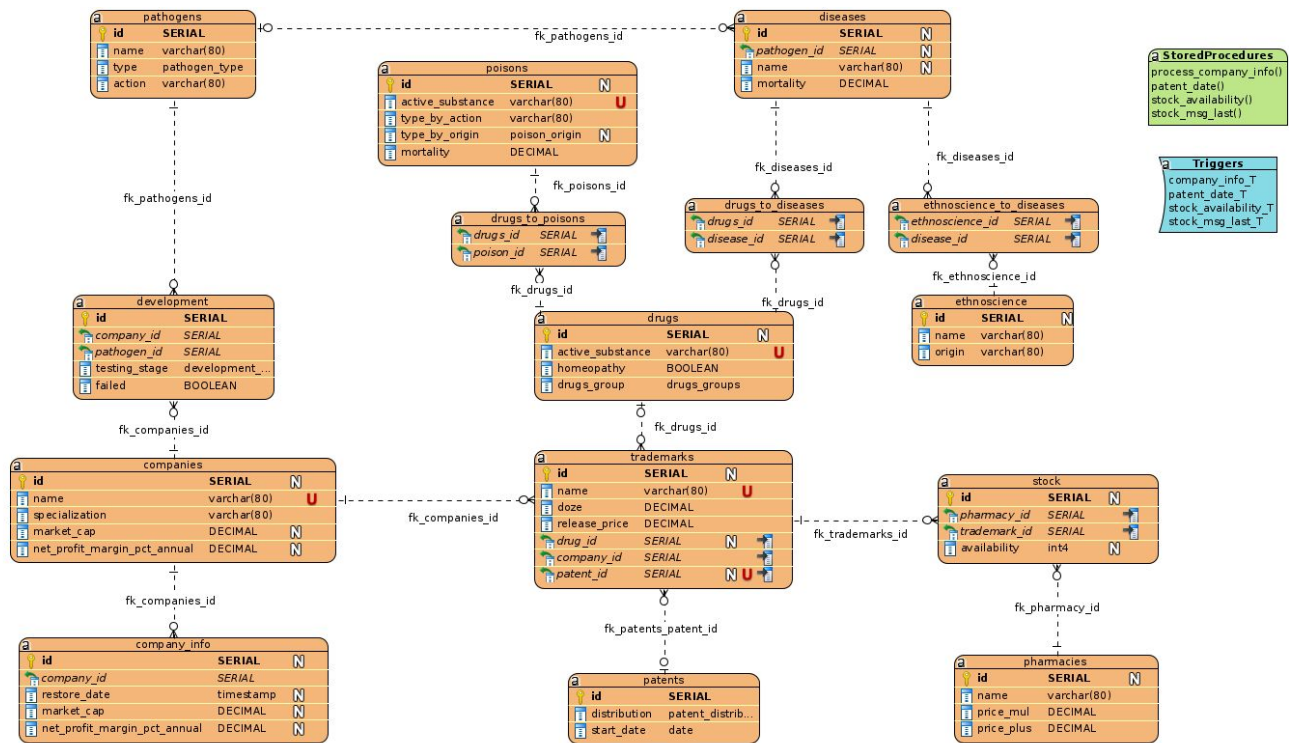 pathogens
id SERIAL
name varchar(80)
type pathogen_type
action varchar(80)
fk_pathogens_id
diseases
id SERIAL N
pathogen_id SERIAL N
name varchar(80) N
mortality DECIMAL
StoredProcedures
process_company_info()
patent_date()
stock_availability()
stock_msg_last()
poisons
id SERIAL N
active_substance varchar(80) U
type_by_action varchar(80)
type_by_origin poison_origin N
mortality DECIMAL
Triggers
company_info_T
patent_date_T
stock_availability_T
stock_msg_last_T
fk_pathogens_id
fk_poisons_id
fk_diseases_id
fk_diseases_id
drugs_to_poisons
drugs_id SERIAL
poison_id SERIAL
drugs_to_diseases
drugs_id SERIAL
disease_id SERIAL
ethnoscience_to_diseases
ethnoscience_id SERIAL
disease_id SERIAL
fk_drugs_id
fk_drugs_id
fk_ethnoscience_id
development
id SERIAL
company_id SERIAL
pathogen_id SERIAL
testing_stage development_...
failed BOOLEAN
drugs
id SERIAL N
active_substance varchar(80) U
homeopathy BOOLEAN
drugs_group drugs_groups
ethnoscience
id SERIAL N
name varchar(80)
origin varchar(80)
fk_companies_id
fk_drugs_id
companies
id SERIAL N
name varchar(80) U
specialization varchar(80)
market_cap DECIMAL N
net_profit_margin_pct_annual DECIMAL N
fk_companies_id
trademarks
id SERIAL N
name varchar(80) U
doze DECIMAL
release_price DECIMAL
drug_id SERIAL N
company_id SERIAL
patent_id SERIAL N U
fk_trademarks_id
stock
id SERIAL N
pharmacy_id SERIAL
trademark_id SERIAL
availability int4 N
fk_companies_id
fk_patents_patent_id
fk_pharmacy_id
company_info
id SERIAL N
company_id SERIAL
restore_date timestamp N
market_cap DECIMAL N
net_profit_margin_pct_annual DECIMAL N
patents
id SERIAL
distribution patent_distrib...
start_date date
pharmacies
id SERIAL N
name varchar(80)
price_mul DECIMAL
price_plus DECIMAL